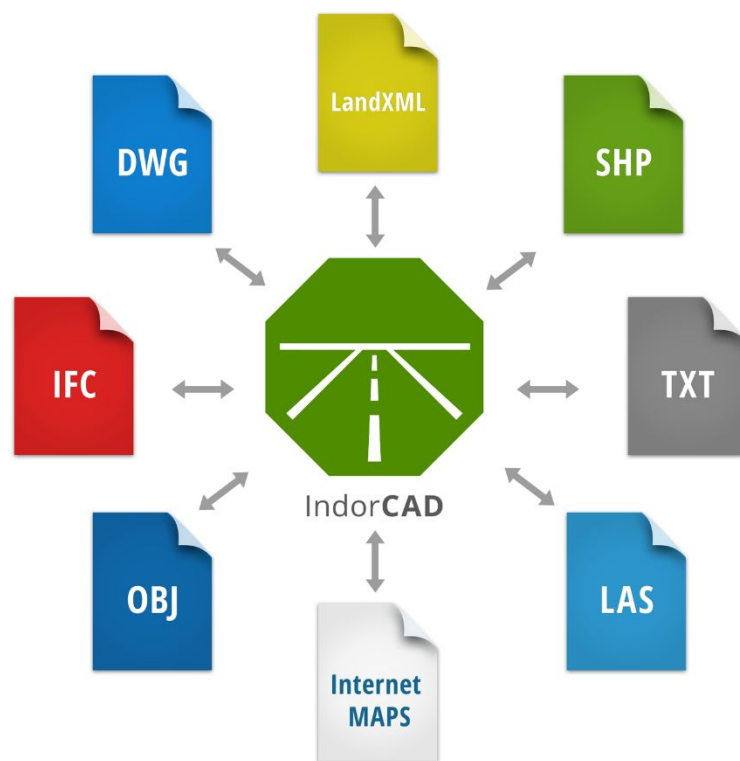 LandXML
DWG
SHP
IFC
TXT
IndorCAD
OBJ
LAS
Internet
MAPS